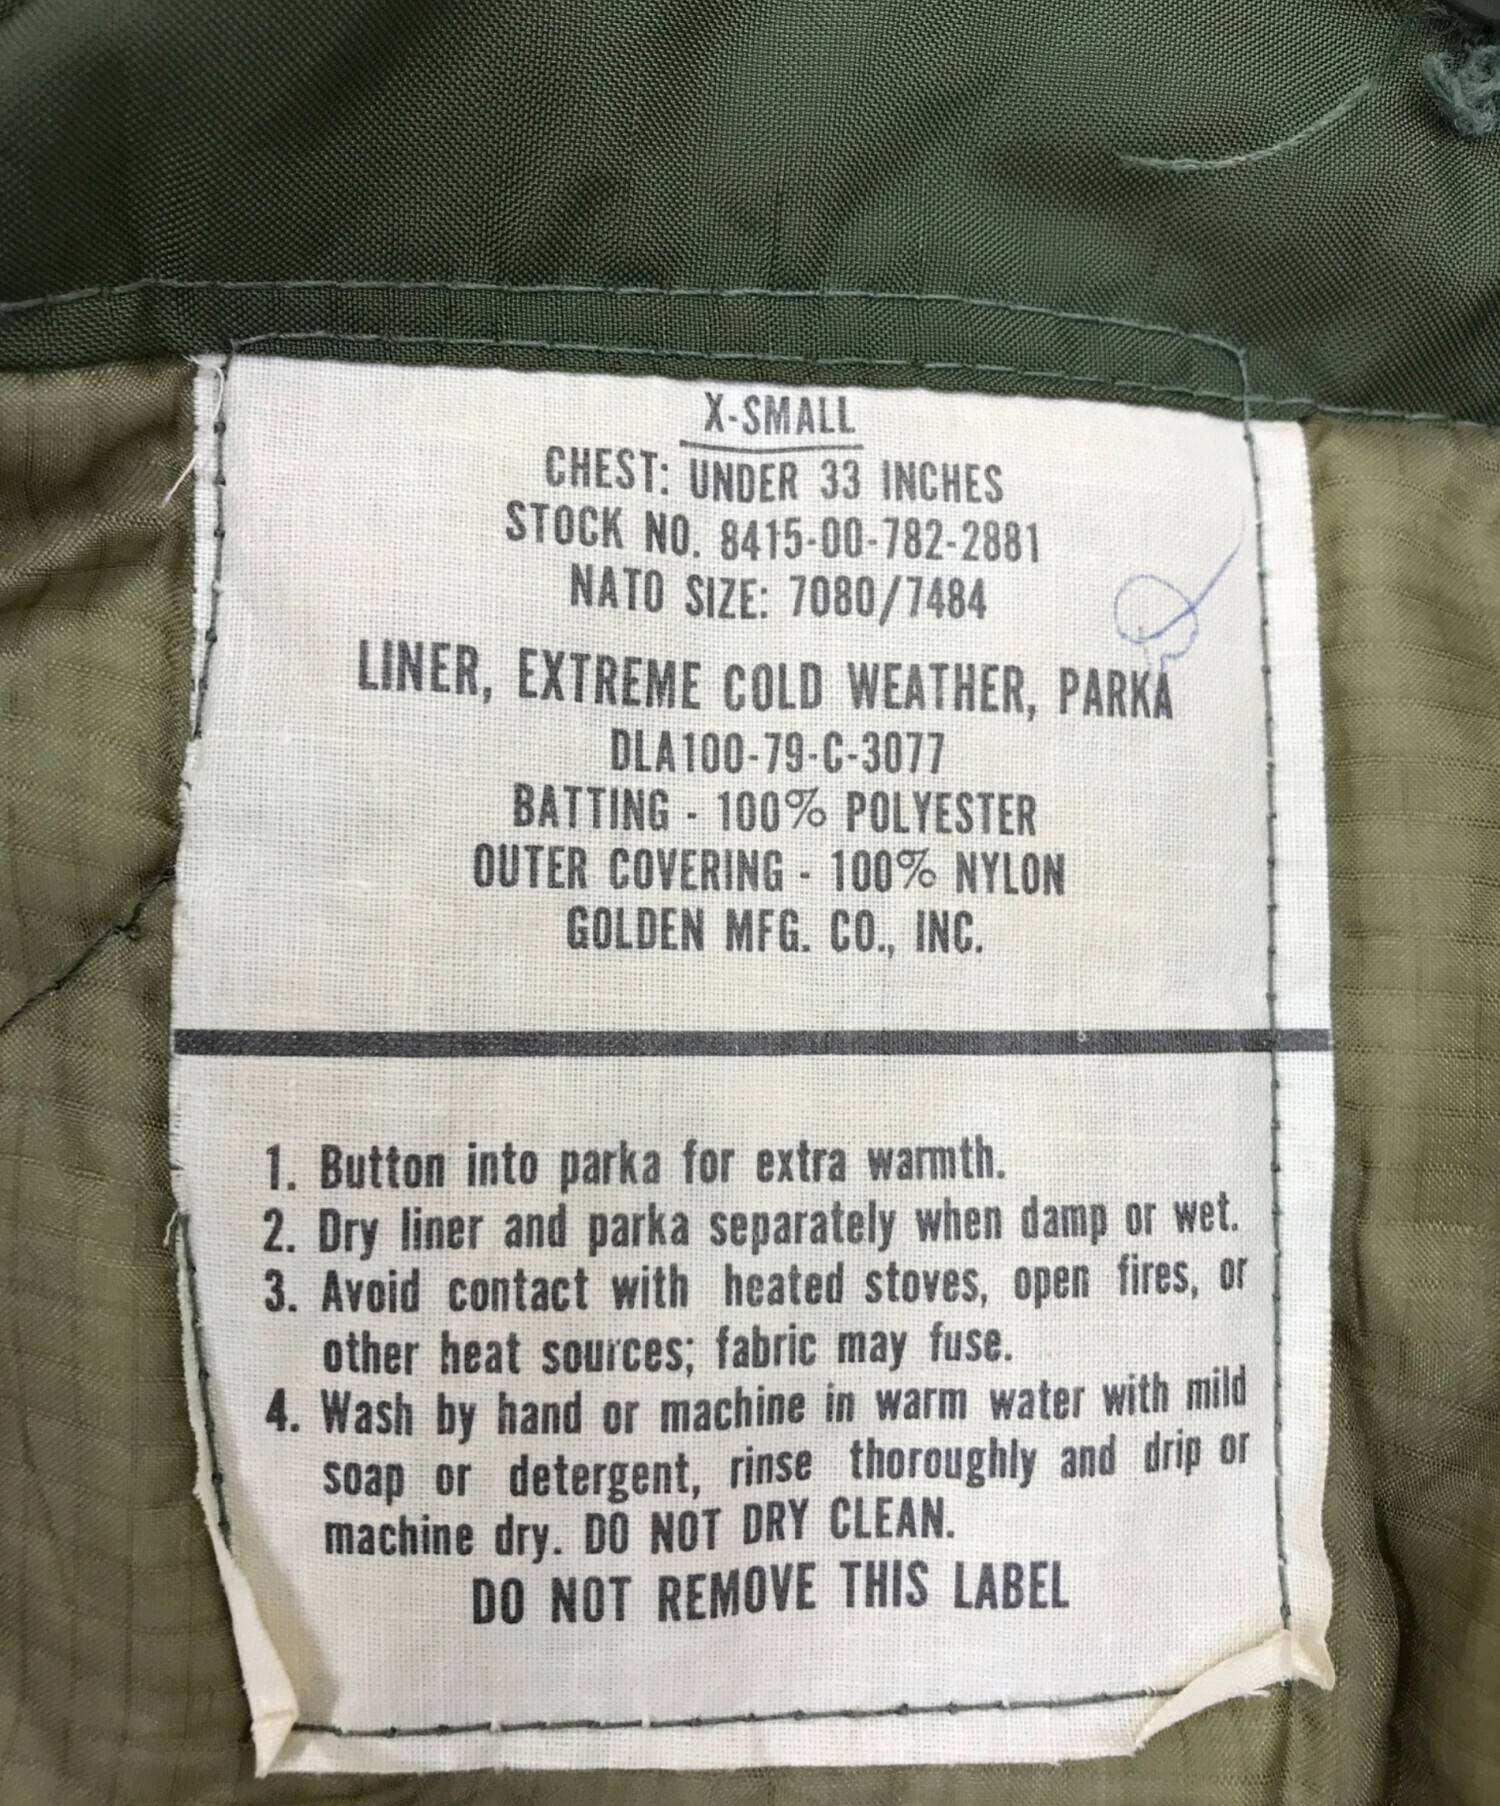 X-SMALL
CHEST: UNDER 33 INCHES
STOCK NO. 8415-00-782-2881
NATO SIZE: 7080/7484
LINER, EXTREME COLD WEATHER, PARKA
DLA100-79-C-3077
BATTING - 100% POLYESTER
OUTER COVERING - 100% NYLON
GOLDEN MFG. CO., INC.
1. Button into parka for extra warmth.
2. Dry liner and parka separately when damp or wet.
3. Avoid contact with heated stoves, open fires, or
other heat sources; fabric may fuse.
4. Wash by hand or machine in warm water with mild
soap or detergent, rinse thoroughly and drip or
machine dry. DO NOT DRY CLEAN.
DO NOT REMOVE THIS LABEL